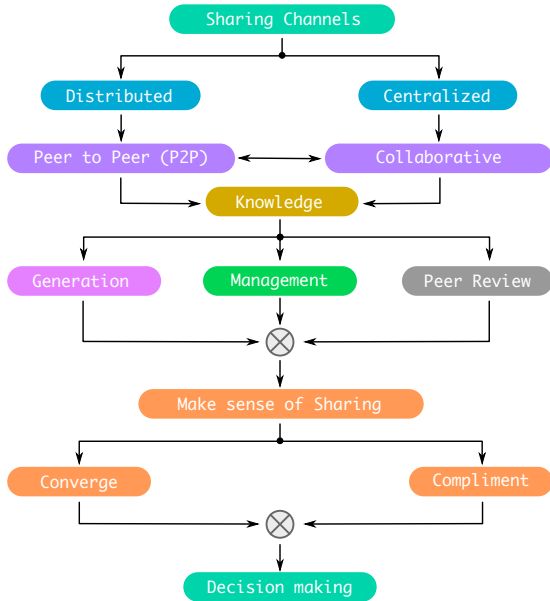 Sharing Channels
Distributed
Centralized
Peer to Peer (P2P)
Collaborative
Knowledge
Generation
Management
Peer Review
Make sense of Sharing
Converge
Compliment
Decision making